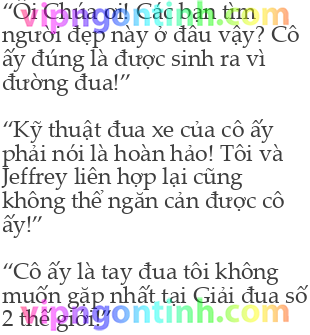 “Ôi Chúa ơi! Các bạn tìm
người đẹp này ở đâu vậy? Cô
ấy đúng là được sinh ra vì
đường đua!”
“Kỹ thuật đua xe của cô ấy
phải nói là hoàn hảo! Tôi và
Jeffrey liên hợp lại cũng
không thể ngăn cản được cô
ấy!”
“Cô ấy là tay đua tôi không
muốn gặp nhất tại Giải đua số
2 thế giới!”
vipngontinh.com
vipngontinh.com